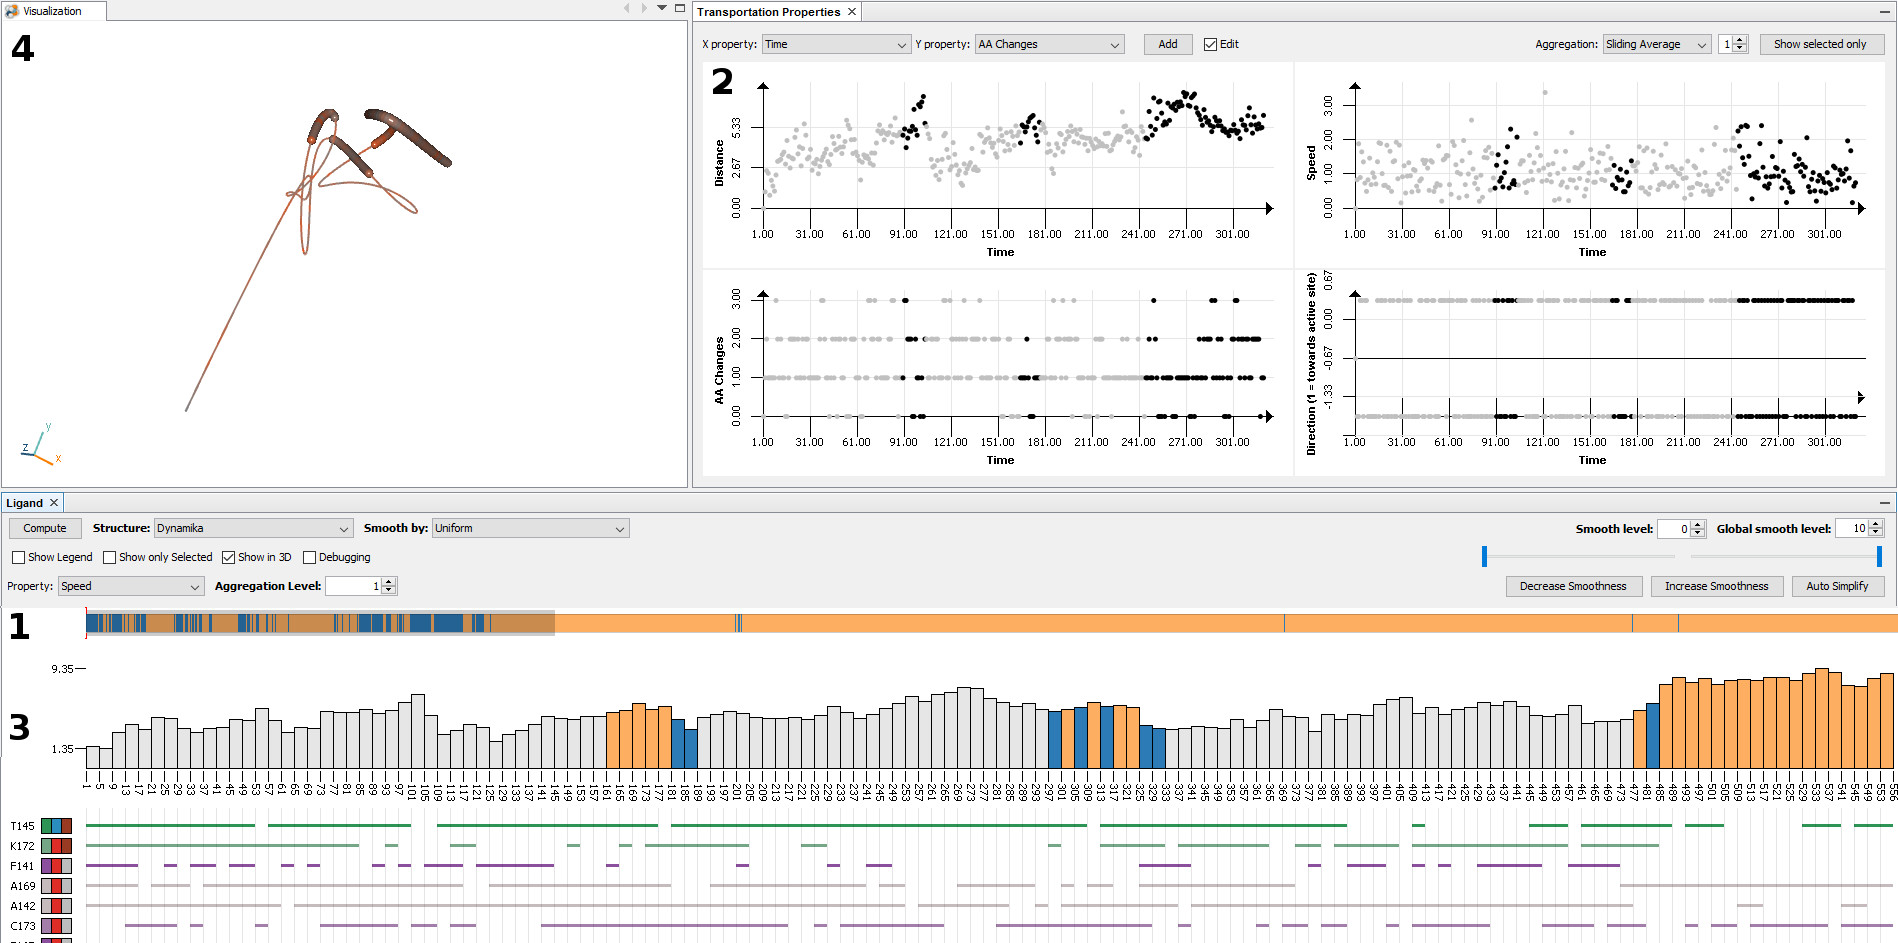 Visualization
4
z y x
Transportation Properties
X property: Time Y property: AA Changes Add Edit Aggregation: Sliding Average 1 Show selected only
2
Distance
5.33
2.67
0.00
1.00 31.00 61.00 91.00 121.00 151.00 181.00 211.00 241.00 271.00 301.00
Time
Speed
3.00
2.00
1.00
0.00
1.00 31.00 61.00 91.00 121.00 151.00 181.00 211.00 241.00 271.00 301.00
Time
AA Changes
3.00
2.00
1.00
0.00
1.00 31.00 61.00 91.00 121.00 151.00 181.00 211.00 241.00 271.00 301.00
Time
Direction (1 = towards active site)
0.67
0.00
-0.67
-1.33
1.00 31.00 61.00 91.00 121.00 151.00 181.00 211.00 241.00 271.00 301.00
Time
Ligand
Compute Structure: Dynamika Smooth by: Uniform Smooth level: 0 Global smooth level: 10
Show Legend Show only Selected Show in 3D Debugging
Property: Speed Aggregation Level: 1 Decrease Smoothness Increase Smoothness Auto Simplify
1
9.35
3
1.35
1 5 9 13 17 21 25 29 33 37 41 45 49 53 57 61 65 69 73 77 81 85 89 93 97 101 105 109 113 117 121 125 129 133 137 141 145 149 153 157 161 165 169 173 177 181 185 189 193 197 201 205 209 213 217 221 225 229 233 237 241 245 249 253 257 261 265 269 273 277 281 285 289 293 297 301 305 309 313 317 321 325 329 333 337 341 345 349 353 357 361 365 369 373 377 381 385 389 393 397 401 405 409 413 417 421 425 429 433 437 441 445 449 453 457 461 465 469 473 477 481 485 489 493 497 501 505 509 513 517 521 525 529 533 537 541 545 549 553 556
T145
K172
F141
A169
A142
C173